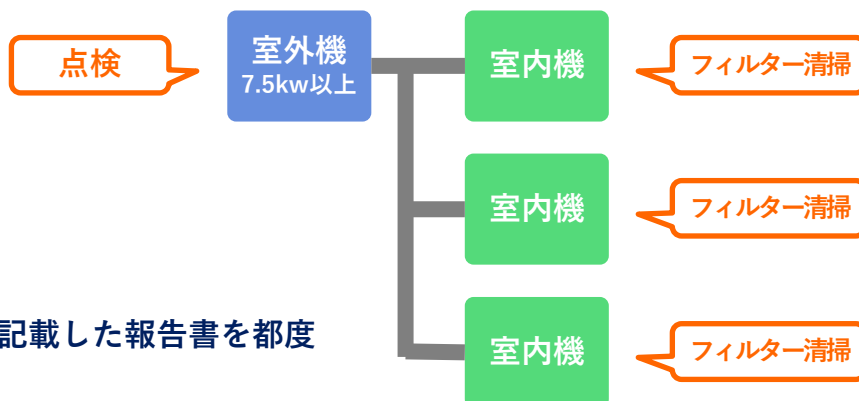 点検
室外機
7.5kw以上
室内機
フィルター清掃
室内機
フィルター清掃
記載した報告書を都度
室内機
フィルター清掃